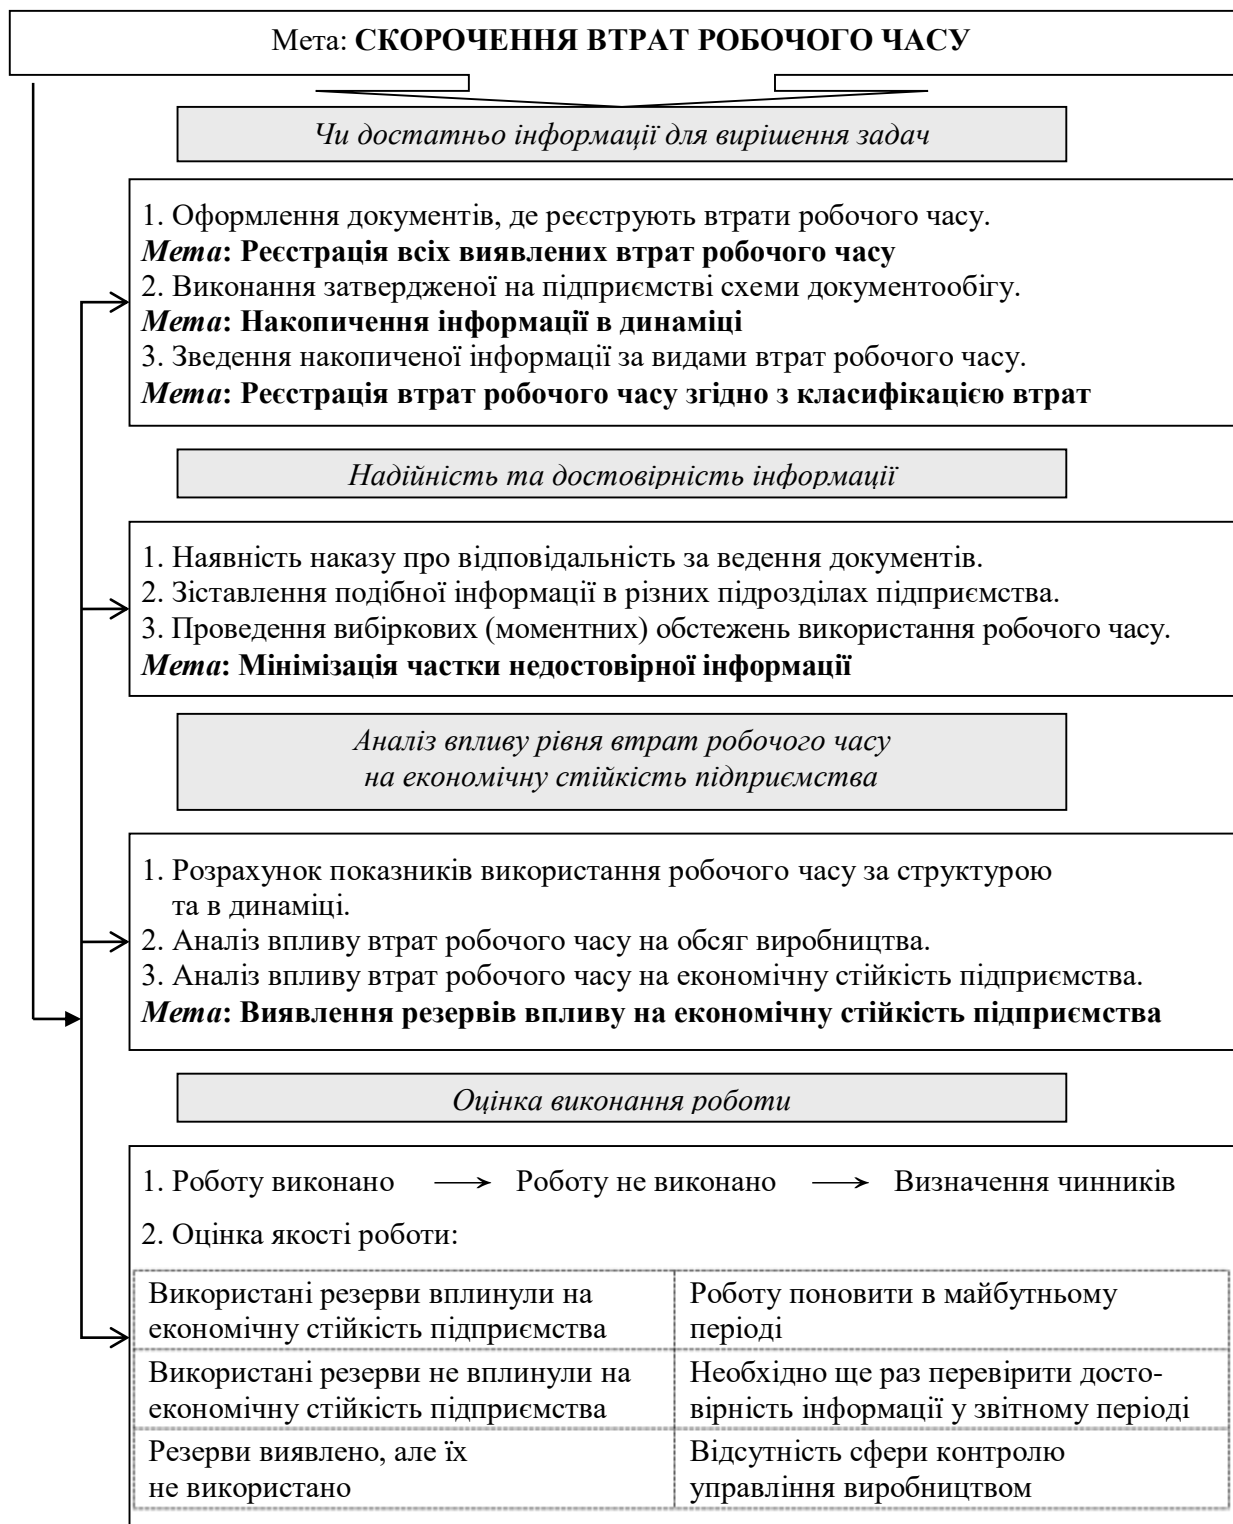 Мета: СКОРОЧЕННЯ ВТРАТ РОБОЧОГО ЧАСУ
Чи достатньо інформації для вирішення задач
1. Оформлення документів, де реєструють втрати робочого часу.
Мета: Реєстрація всіх виявлених втрат робочого часу
2. Виконання затвердженої на підприємстві схеми документообігу.
Мета: Накопичення інформації в динаміці
3. Зведення накопиченої інформації за видами втрат робочого часу.
Мета: Реєстрація втрат робочого часу згідно з класифікацією втрат
Надійність та достовірність інформації
1. Наявність наказу про відповідальність за ведення документів.
2. Зіставлення подібної інформації в різних підрозділах підприємства.
3. Проведення вибіркових (моментних) обстежень використання робочого часу.
Мета: Мінімізація частки недостовірної інформації
Аналіз впливу рівня втрат робочого часу
на економічну стійкість підприємства
1. Розрахунок показників використання робочого часу за структурою
та в динаміці.
2. Аналіз впливу втрат робочого часу на обсяг виробництва.
3. Аналіз впливу втрат робочого часу на економічну стійкість підприємства.
Мета: Виявлення резервів впливу на економічну стійкість підприємства
Оцінка виконання роботи
1. Роботу виконано → Роботу не виконано → Визначення чинників
2. Оцінка якості роботи:
Використані резерви вплинули на
економічну стійкість підприємства
Роботу поновити в майбутньому
періоді
Використані резерви не вплинули на
економічну стійкість підприємства
Необхідно ще раз перевірити досто-
вірність інформації у звітному періоді
Резерви виявлено, але їх
не використано
Відсутність сфери контролю
управління виробництвом